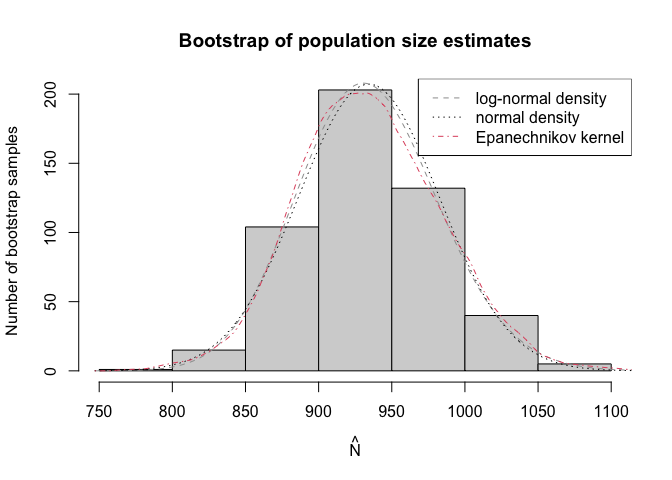 Bootstrap of population size estimates
Number of bootstrap samples
200
150
100
50
0
log-normal density
normal density
Epanechnikov kernel
750 800 850 900 950 1000 1050 1100
N̂